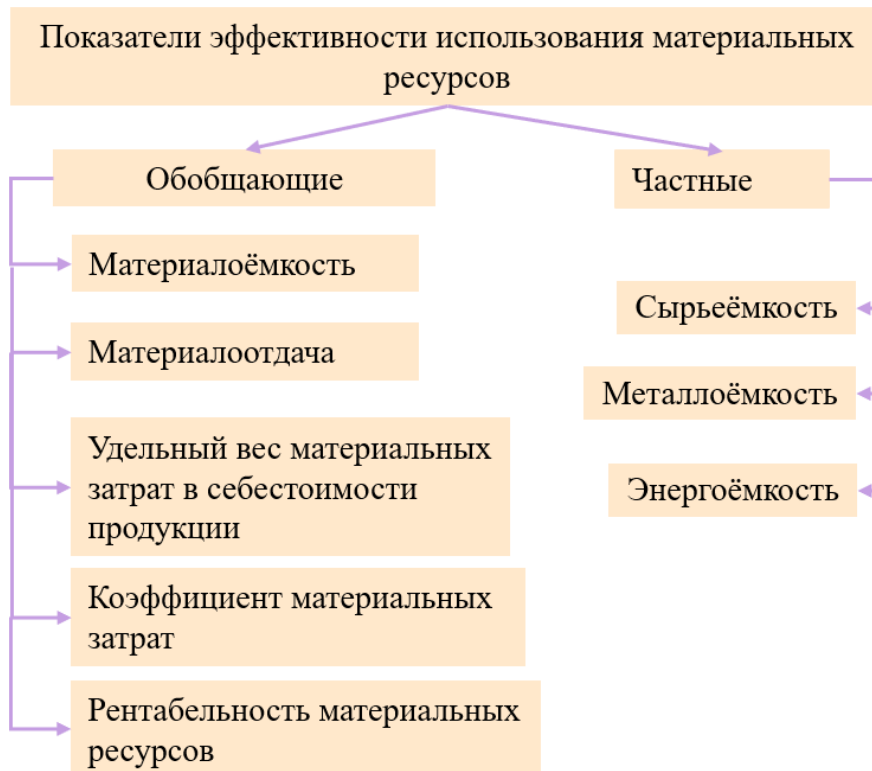 Показатели эффективности использования материальных
ресурсов
Обобщающие
Частные
Материалоёмкость
Материалоотдача
Удельный вес материальных
затрат в себестоимости
продукции
Коэффициент материальных
затрат
Рентабельность материальных
ресурсов
Сырьеёмкость
Металлоёмкость
Энергоёмкость